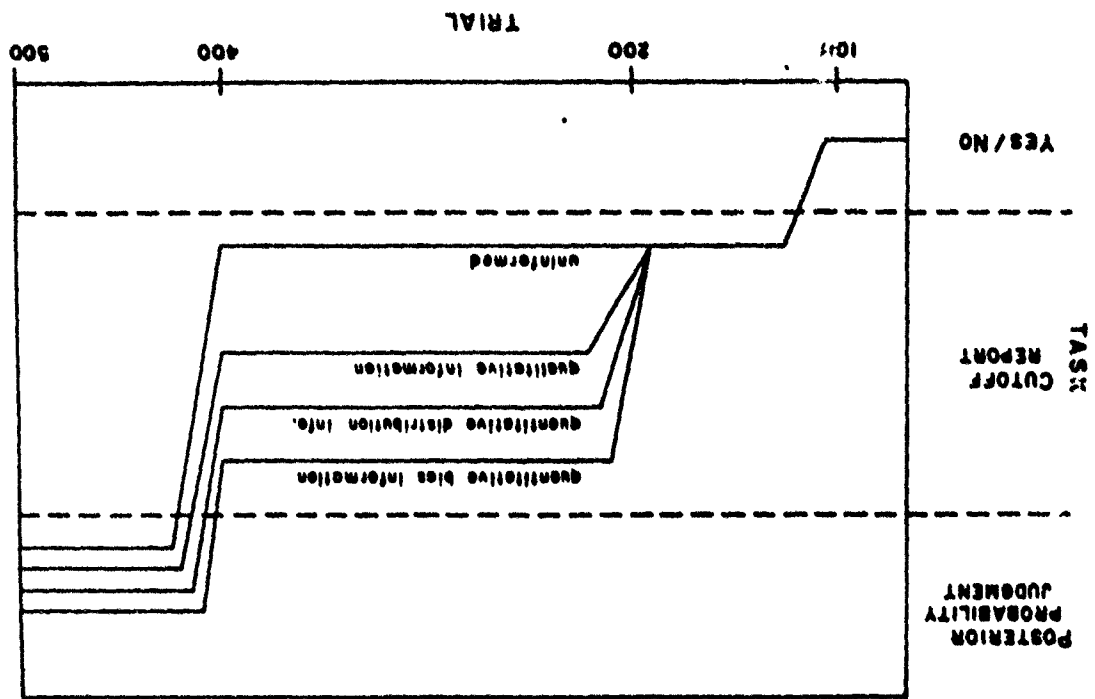 POSTERIOR
PROBABILITY
JUDGMENT
TASK
CUTOFF
REPORT
YES/NO
quantitative bias information
quantitative distribution info.
qualitative information
uninformed
100
200
400
500
TRIAL